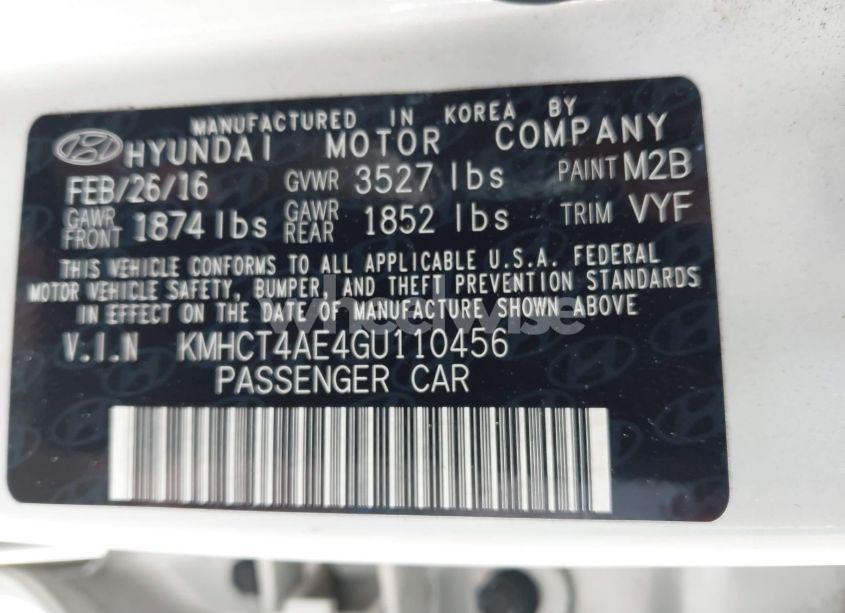 MANUFACTURED IN KOREA BY
HYUNDAI MOTOR COMPANY
FEB/26/16 GVWR 3527 lbs PAINT M2B
GAWR FRONT 1874 lbs GAWR REAR 1852 lbs TRIM VYF
THIS VEHICLE CONFORMS TO ALL APPLICABLE U.S.A. FEDERAL
MOTOR VEHICLE SAFETY, BUMPER, AND THEFT PREVENTION STANDARDS
IN EFFECT ON THE DATE OF MANUFACTURE SHOWN ABOVE
wheelwise
V.I.N KMHCT4AE4GU110456
PASSENGER CAR